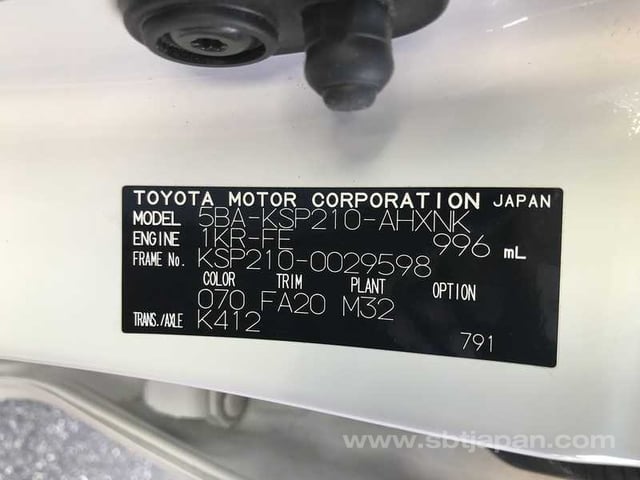 TOYOTA MOTOR CORPORATION JAPAN
MODEL 5BA-KSP210-AHXNK
ENGINE 1KR-FE 996 mL
FRAME No. KSP210-0029598
COLOR TRIM PLANT OPTION
070 FA20 M32
TRANS./AXLE K412
791
www.sbtjapan.com